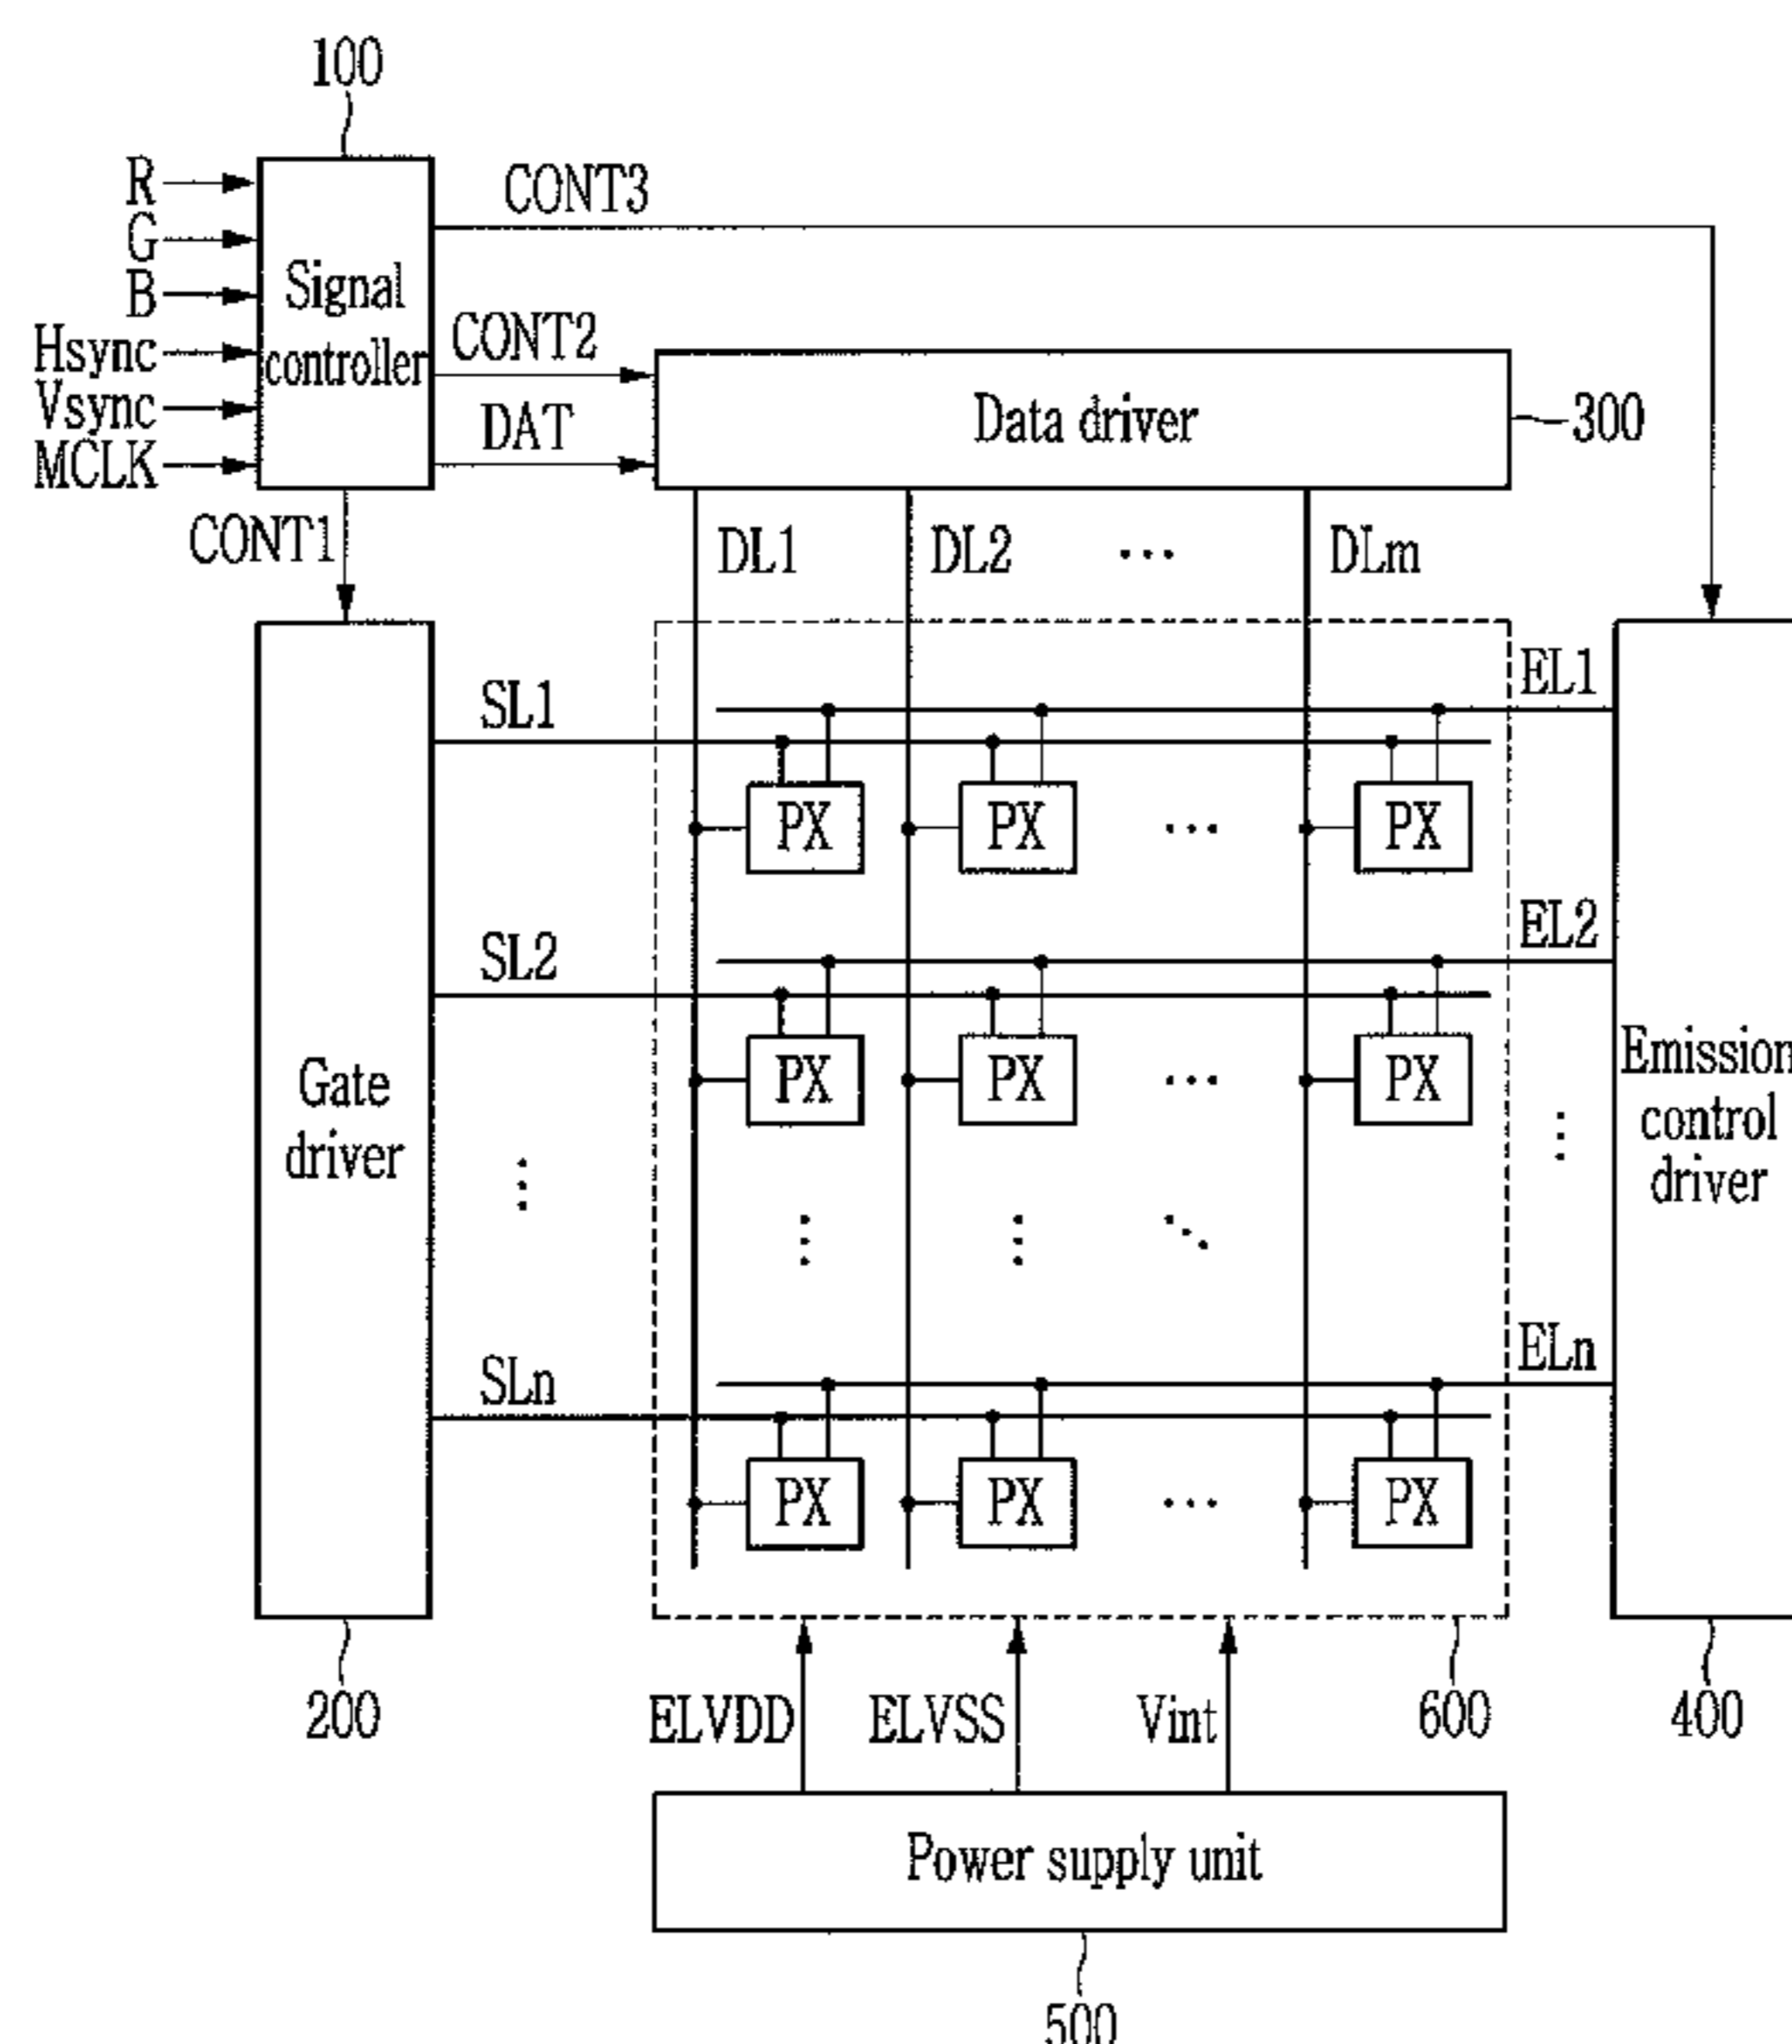 100
R
G
B
Hsync
Vsync
MCLK
Signal
controller
CONT3
CONT2
DAT
CONT1
Data driver
300
DL1
DL2
...
DLm
SL1
EL1
PX
PX
...
PX
SL2
EL2
PX
PX
...
PX
Gate
driver
Emission
control
driver
SLn
ELn
PX
PX
...
PX
200
ELVDD
ELVSS
Vint
600
400
Power supply unit
500